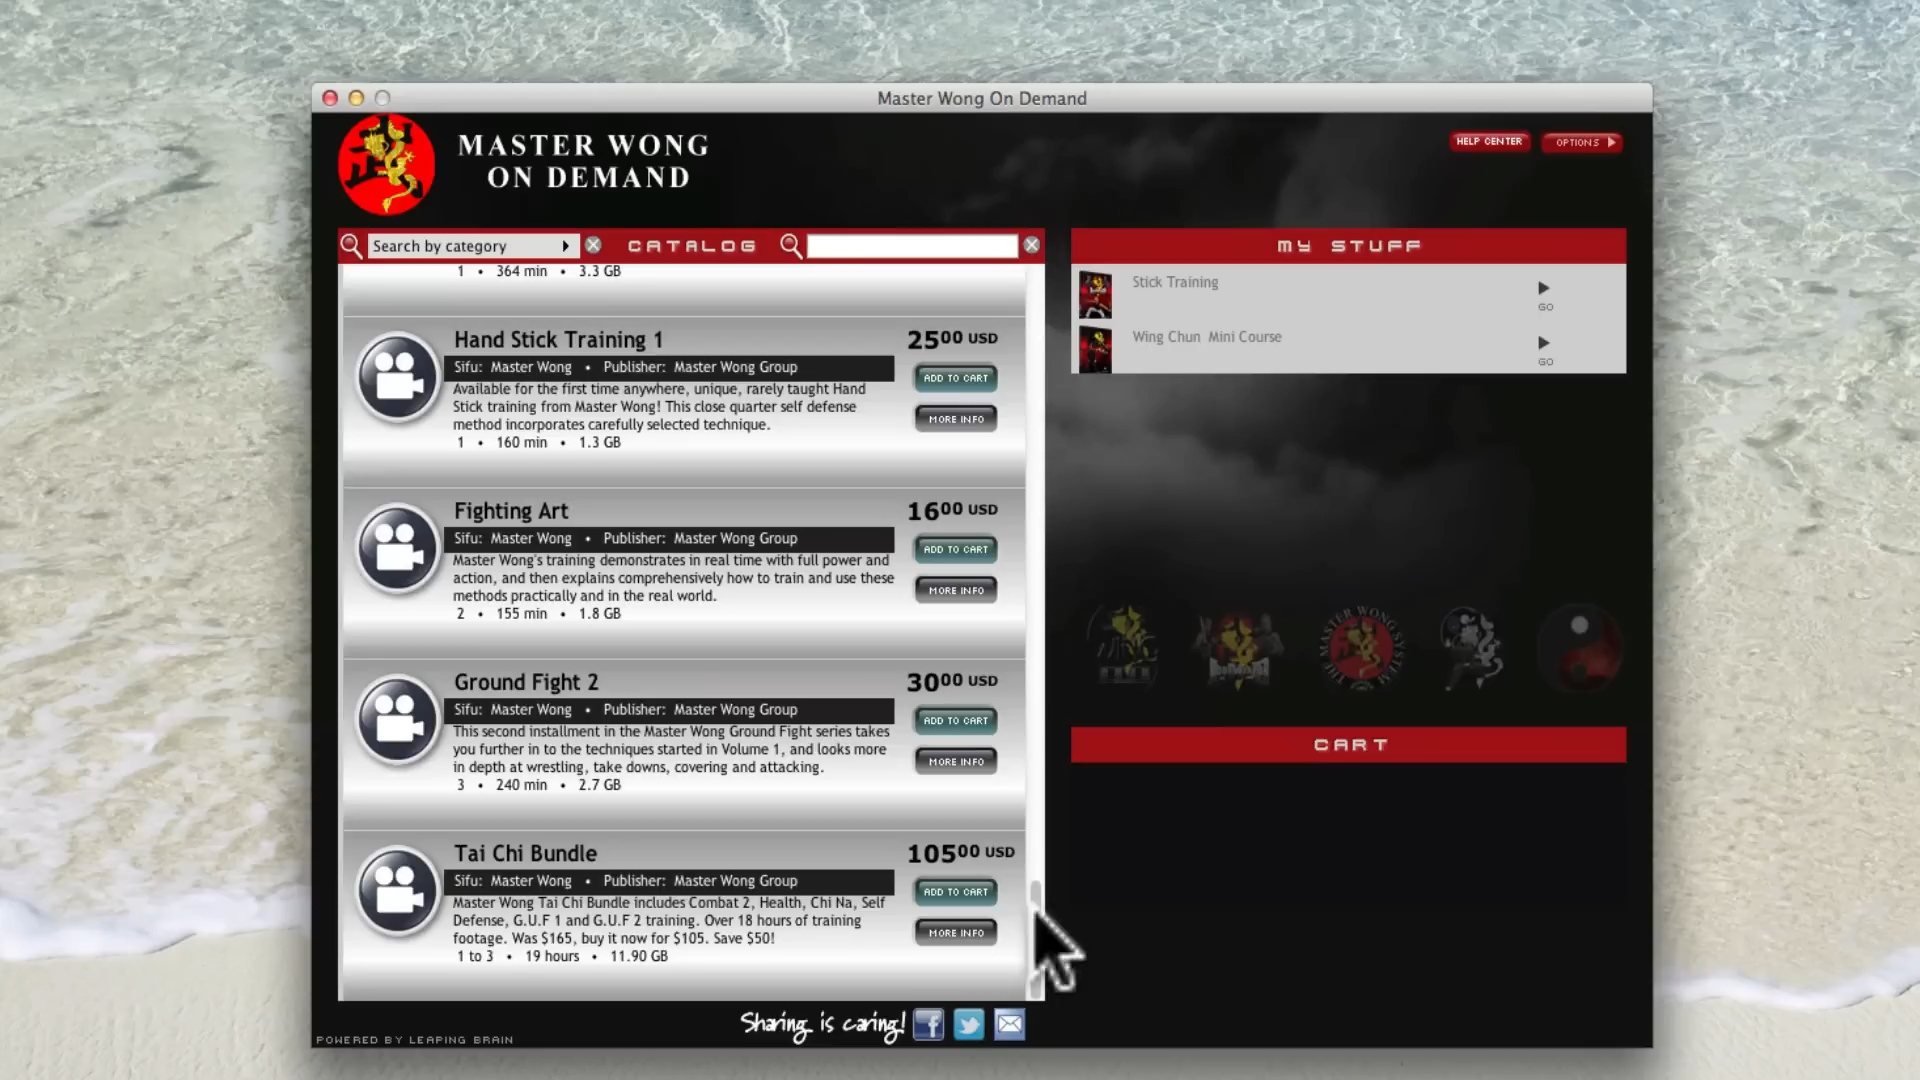 Master Wong On Demand
MASTER WONG
ON DEMAND
HELP CENTER
OPTIONS
Search by category
CATALOG
MY STUFF
1 • 364 min • 3.3 GB
Stick Training
GO
Wing Chun Mini Course
GO
Hand Stick Training 1
2500 USD
Sifu: Master Wong • Publisher: Master Wong Group
ADD TO CART
Available for the first time anywhere, unique, rarely taught Hand
Stick training from Master Wong! This close quarter self defense
method incorporates carefully selected technique.
MORE INFO
1 • 160 min • 1.3 GB
Fighting Art
1600 USD
Sifu: Master Wong • Publisher: Master Wong Group
ADD TO CART
Master Wong's training demonstrates in real time with full power and
action, and then explains comprehensively how to train and use these
methods practically and in the real world.
MORE INFO
2 • 155 min • 1.8 GB
Ground Fight 2
3000 USD
Sifu: Master Wong • Publisher: Master Wong Group
ADD TO CART
This second installment in the Master Wong Ground Fight series takes
you further in to the techniques started in Volume 1, and looks more
in depth at wrestling, take downs, covering and attacking.
MORE INFO
3 • 240 min • 2.7 GB
THE MASTER WONG SYSTEM
CART
Tai Chi Bundle
10500 USD
Sifu: Master Wong • Publisher: Master Wong Group
ADD TO CART
Master Wong Tai Chi Bundle includes Combat 2, Health, Chi Na, Self
Defense, G.U.F 1 and G.U.F 2 training. Over 18 hours of training
footage. Was $165, buy it now for $105. Save $50!
MORE INFO
1 to 3 • 19 hours • 11.90 GB
Sharing is caring!
POWERED BY LEAPING BRAIN